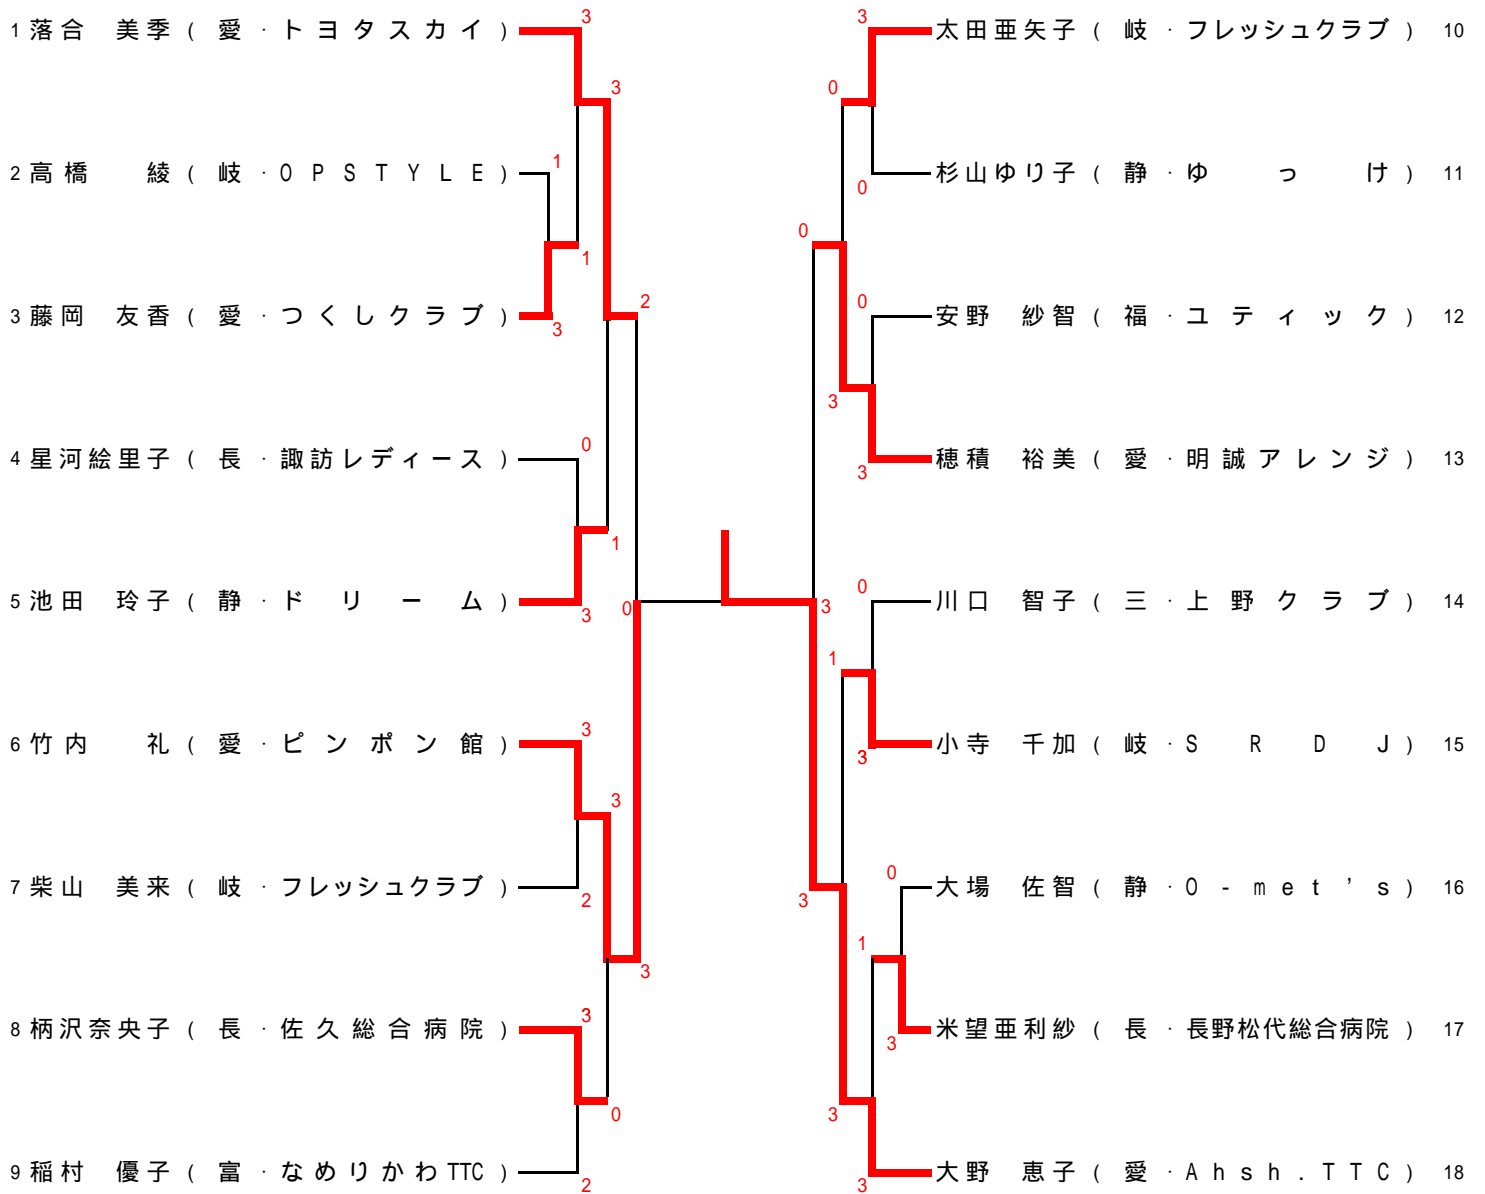 1 落合 美季 ( 愛 ・ トヨタスカイ )
2 高橋 綾 ( 岐 ・ OPSTYLE )
3 藤岡 友香 ( 愛 ・ つくしクラブ )
4 星河絵里子 ( 長 ・ 諏訪レディース )
5 池田 玲子 ( 静 ・ ドリーム )
6 竹内 礼 ( 愛 ・ ピンポン館 )
7 柴山 美来 ( 岐 ・ フレッシュクラブ )
8 柄沢奈央子 ( 長 ・ 佐久総合病院 )
9 稲村 優子 ( 富 ・ なめりかわTTC )
3
3
1
1
3
2
0
1
3
0
3
3
2
3
3
0
2
太田亜矢子 ( 岐 ・ フレッシュクラブ ) 10
杉山ゆり子 ( 静 ・ ゆっけ ) 11
安野 紗智 ( 福 ・ ユティック ) 12
穂積 裕美 ( 愛 ・ 明誠アレンジ ) 13
川口 智子 ( 三 ・ 上野クラブ ) 14
小寺 千加 ( 岐 ・ SRDJ ) 15
大場 佐智 ( 静 ・ O-met's ) 16
米望亜利紗 ( 長 ・ 長野松代総合病院 ) 17
大野 恵子 ( 愛 ・ Ahsh.TTC ) 18
3
0
0
0
0
3
3
0
3
1
3
0
3
1
3
3
3